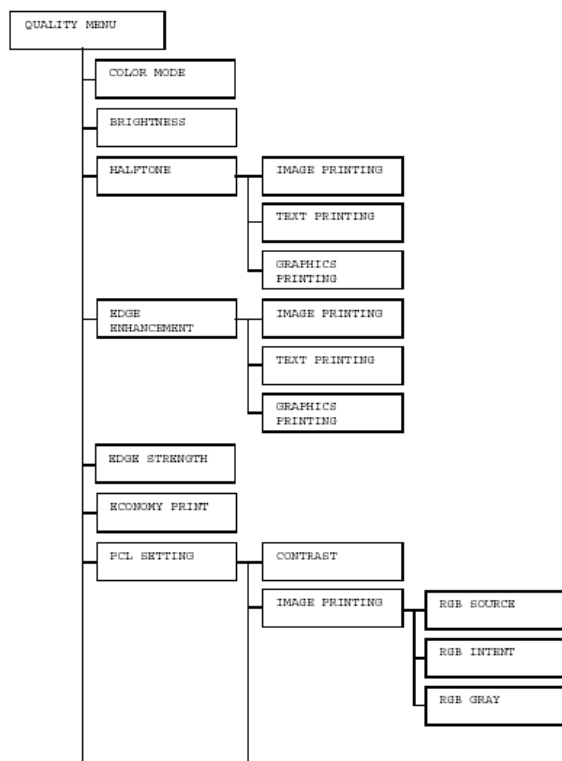 QUALITY MENU
COLOR MODE
BRIGHTNESS
HALFTONE
IMAGE PRINTING
TEXT PRINTING
GRAPHICS
PRINTING
EDGE
ENHANCEMENT
IMAGE PRINTING
TEXT PRINTING
GRAPHICS
PRINTING
EDGE STRENGTH
ECONOMY PRINT
PCL SETTING
CONTRAST
IMAGE PRINTING
RGB SOURCE
RGB INTENT
RGB GRAY